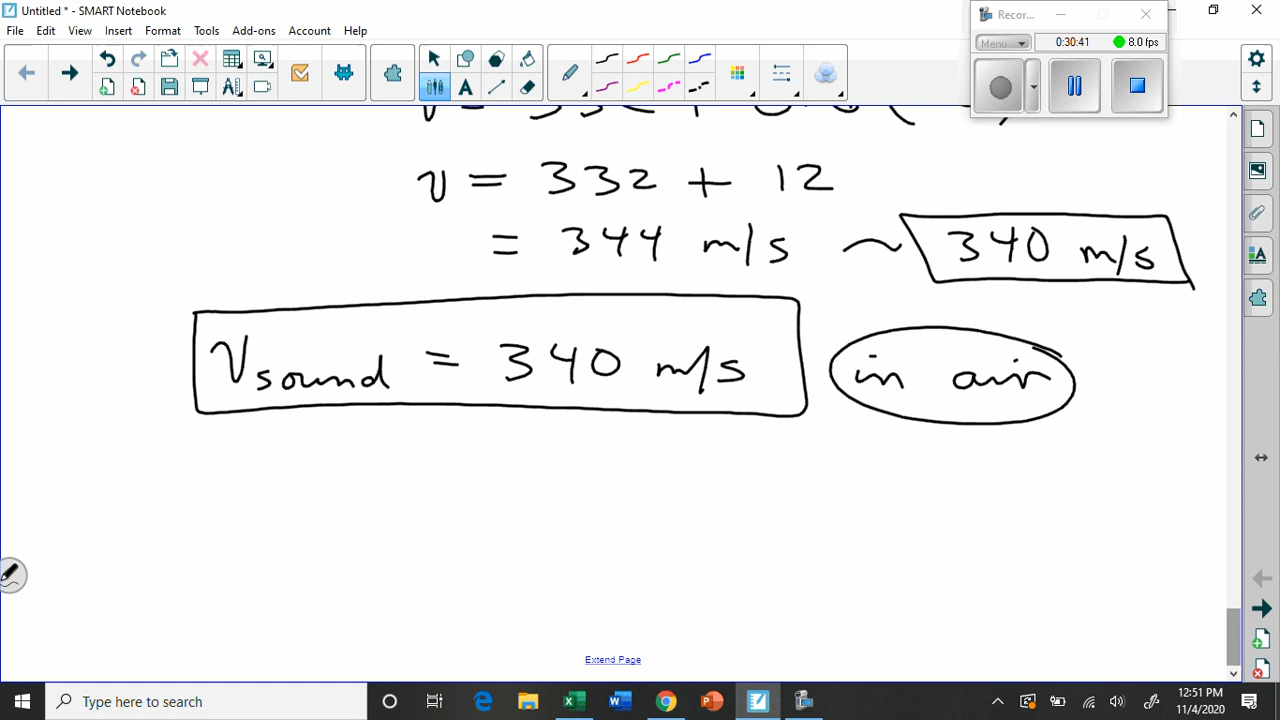 Untitled * - SMART Notebook
Recor...
File Edit View Insert Format Tools Add-ons Account Help
Menu 0:30:41 8.0 fps
v = 332 + 12
= 344 m/s ~ 340 m/s
Vsound = 340 m/s in air
Extend Page
Type here to search
12:51 PM
11/4/2020